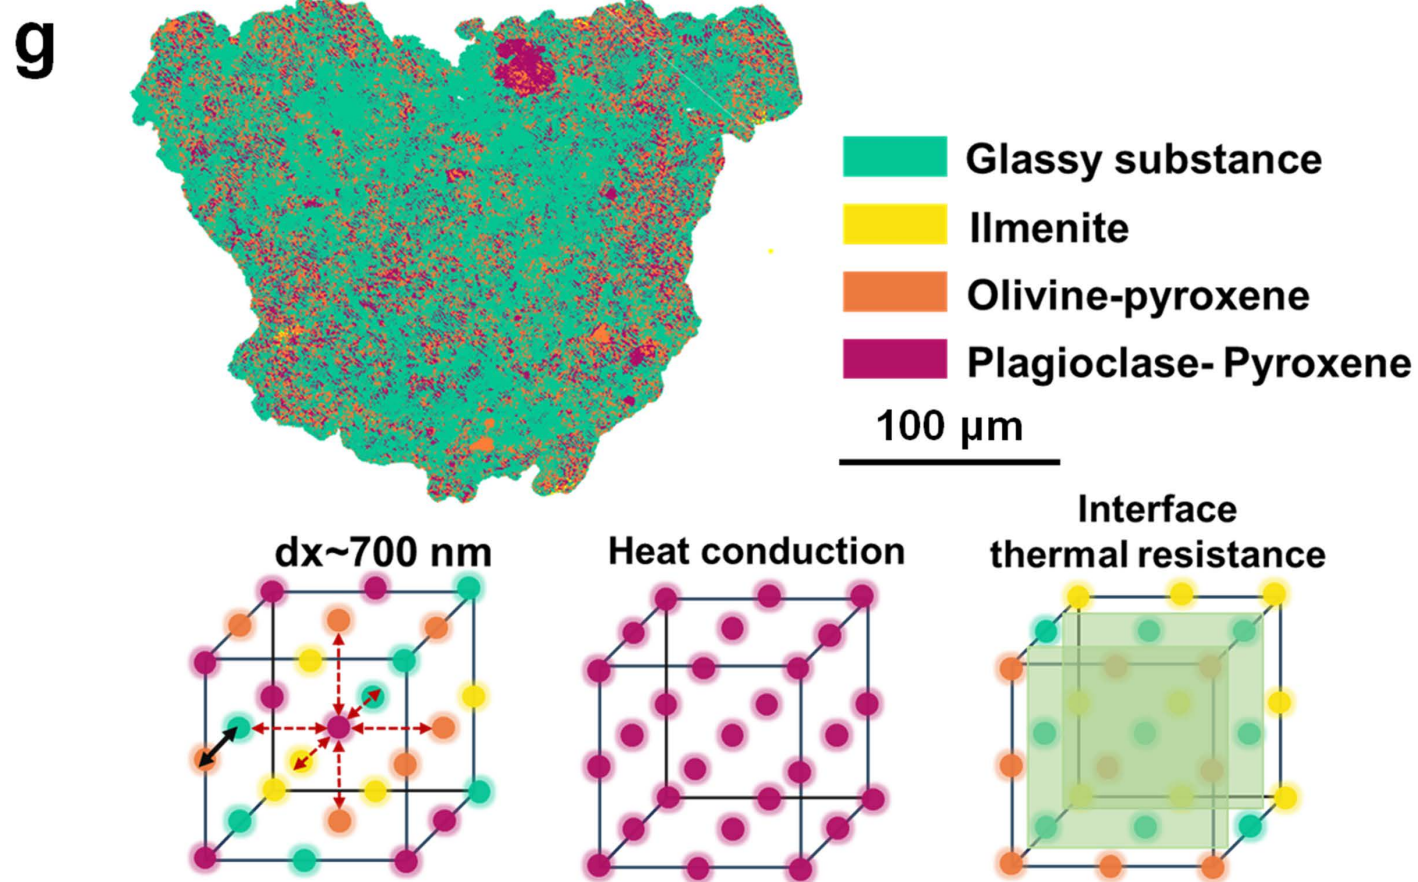 g
Glassy substance
Ilmenite
Olivine-pyroxene
Plagioclase- Pyroxene
100 μm
dx~700 nm
Heat conduction
Interface
thermal resistance